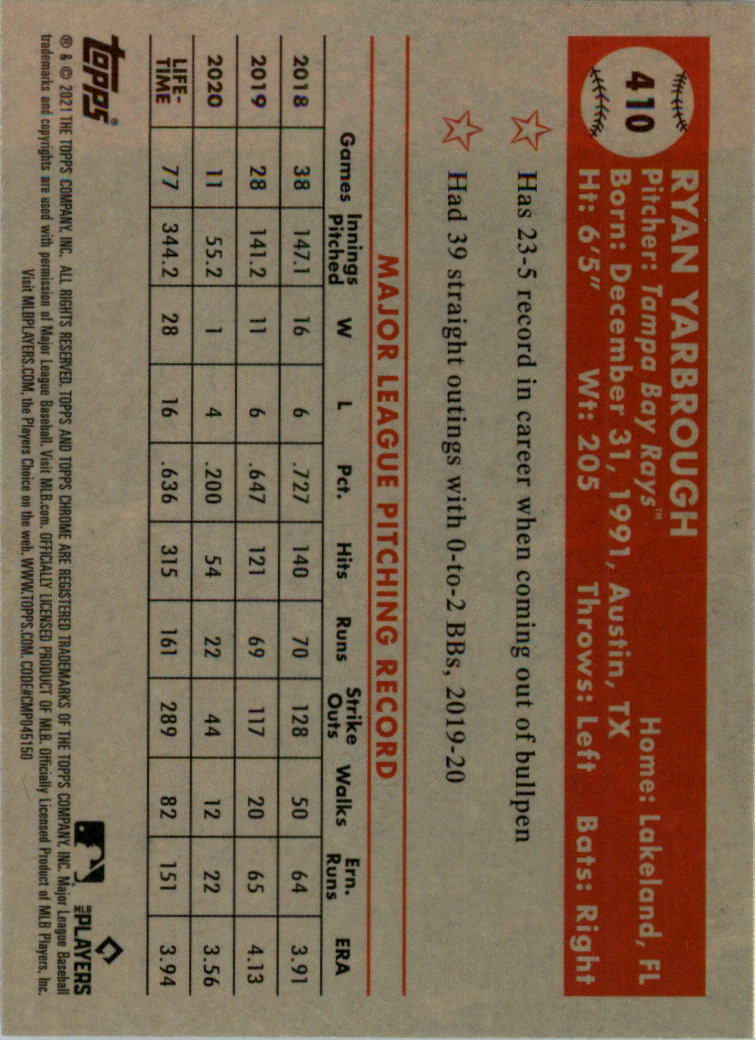 410
RYAN YARBROUGH
Pitcher: Tampa Bay Rays™ Home: Lakeland, FL
Born: December 31, 1991, Austin, TX
Ht: 6'5" Wt: 205 Throws: Left Bats: Right
Has 23-5 record in career when coming out of bullpen
Had 39 straight outings with 0-to-2 BBs, 2019-20
MAJOR LEAGUE PITCHING RECORD
Games Innings Pitched W L Pct. Hits Runs Strike Outs Walks Ern. Runs ERA
2018 38 147.1 16 6 .727 140 70 128 50 64 3.91
2019 28 141.2 11 6 .647 121 69 117 20 65 4.13
2020 11 55.2 1 4 .200 54 22 44 12 22 3.56
LIFE-TIME 77 344.2 28 16 .636 315 161 289 82 151 3.94
topps®
MLB PLAYERS
® & © 2021 THE TOPPS COMPANY, INC. ALL RIGHTS RESERVED. TOPPS AND TOPPS CHROME ARE REGISTERED TRADEMARKS OF THE TOPPS COMPANY, INC. Major League Baseball
trademarks and copyrights are used with permission of Major League Baseball. Visit MLB.com. OFFICIALLY LICENSED PRODUCT OF MLB. Officially Licensed Product of MLB Players, Inc.
Visit MLBPLAYERS.COM, the Players Choice on the web. WWW.TOPPS.COM. CODE#CMP045150